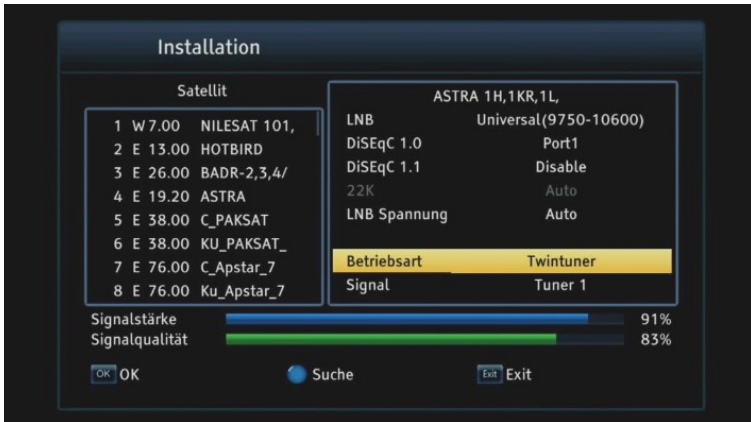 Installation
Satellit
1 W 7.00 NILESAT 101,
2 E 13.00 HOTBIRD
3 E 26.00 BADR-2,3,4/
4 E 19.20 ASTRA
5 E 38.00 C_PAKSAT
6 E 38.00 KU_PAKSAT_
7 E 76.00 C_Apstar_7
8 E 76.00 Ku_Apstar_7
ASTRA 1H,1KR,1L,
LNB Universal(9750-10600)
DiSEqC 1.0 Port1
DiSEqC 1.1 Disable
22K Auto
LNB Spannung Auto
Betriebsart Twintuner
Signal Tuner 1
Signalstärke 91%
Signalqualität 83%
OK OK Suche Exit Exit